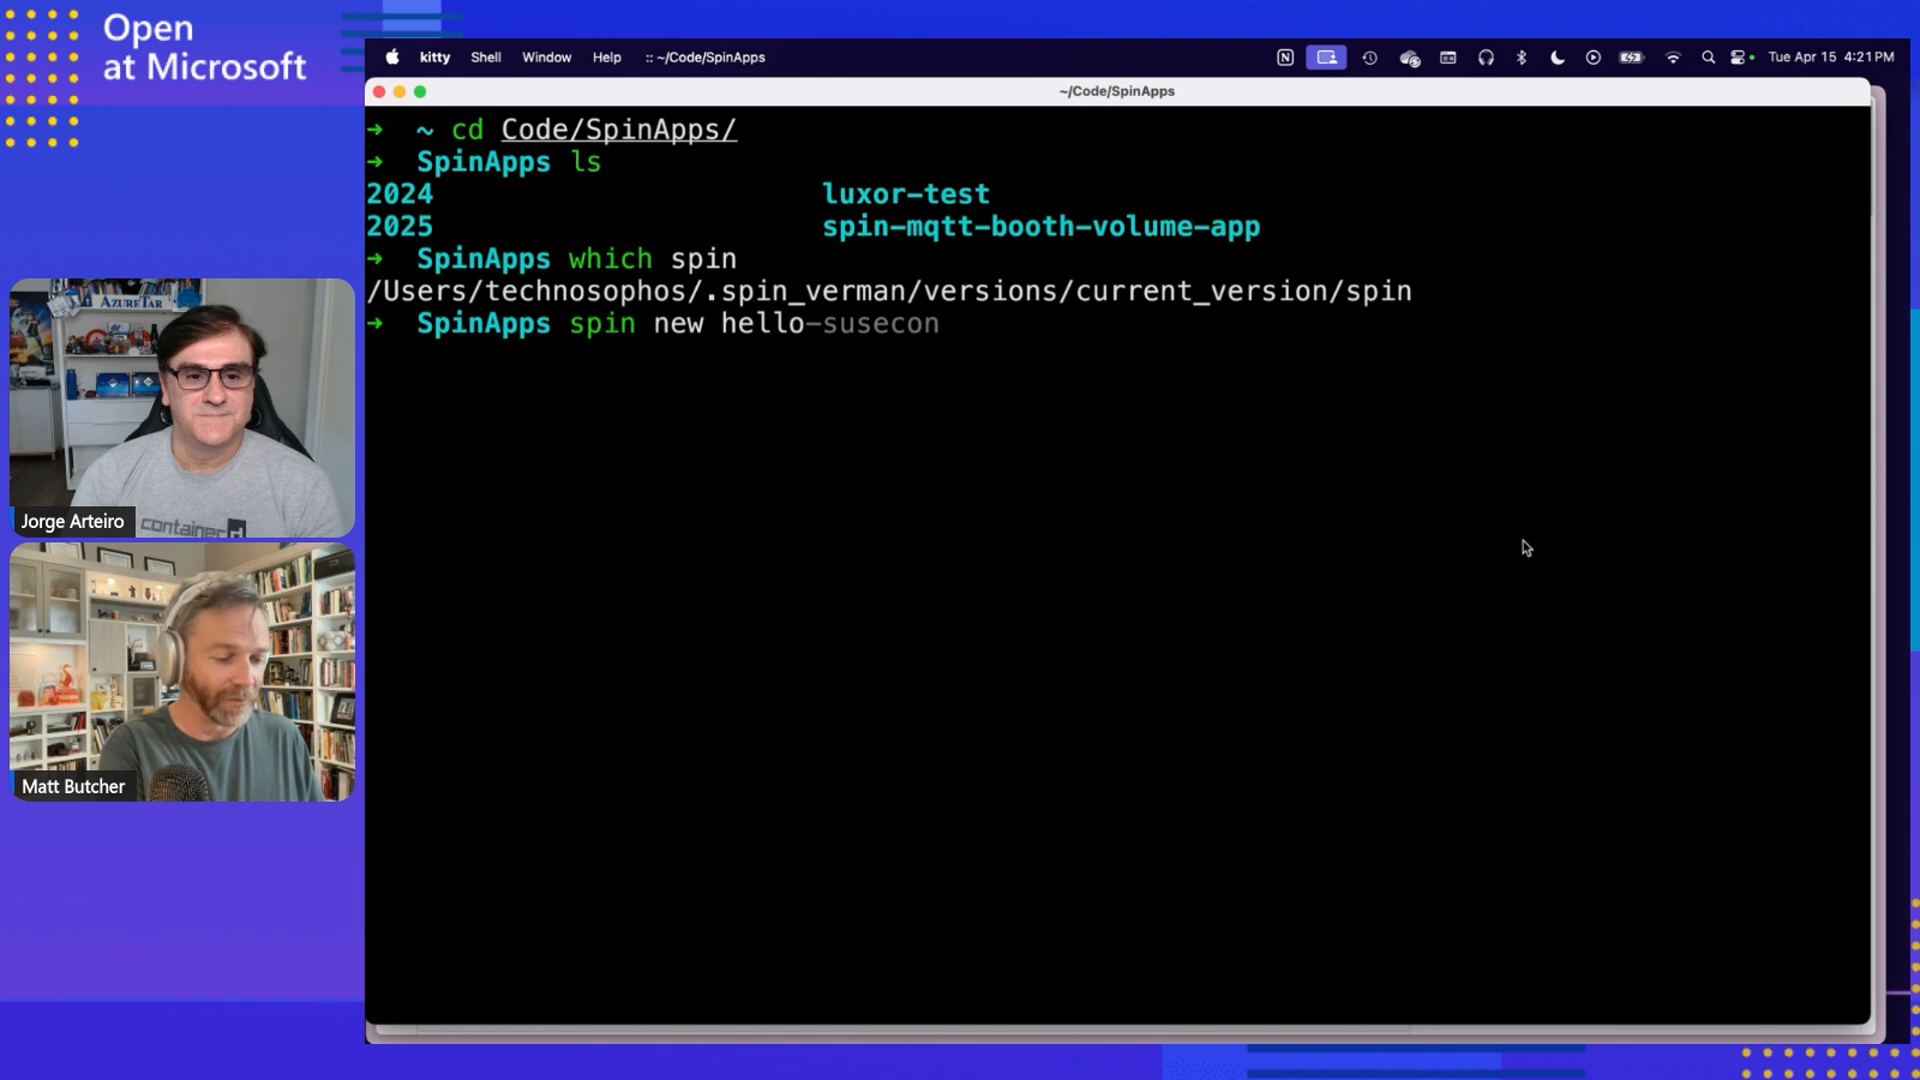 Open
at Microsoft
kitty Shell Window Help :: ~/Code/SpinApps
N Tue Apr 15 4:21 PM
~/Code/SpinApps
→ ~ cd Code/SpinApps/
→ SpinApps ls
2024 luxor-test
2025 spin-mqtt-booth-volume-app
→ SpinApps which spin
/Users/technosophos/.spin_verman/versions/current_version/spin
→ SpinApps spin new hello-susecon
AZURETAR
containerd
Jorge Arteiro
Matt Butcher